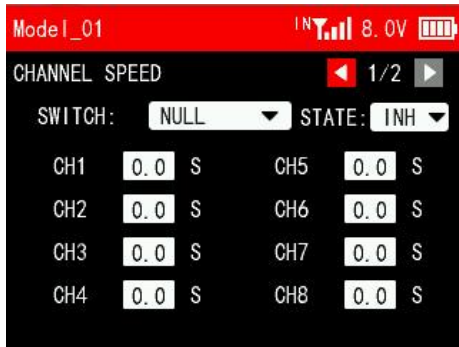 Model_01 IN 8.0V
CHANNEL SPEED 1/2
SWITCH: NULL STATE: INH
CH1 0.0 S CH5 0.0 S
CH2 0.0 S CH6 0.0 S
CH3 0.0 S CH7 0.0 S
CH4 0.0 S CH8 0.0 S